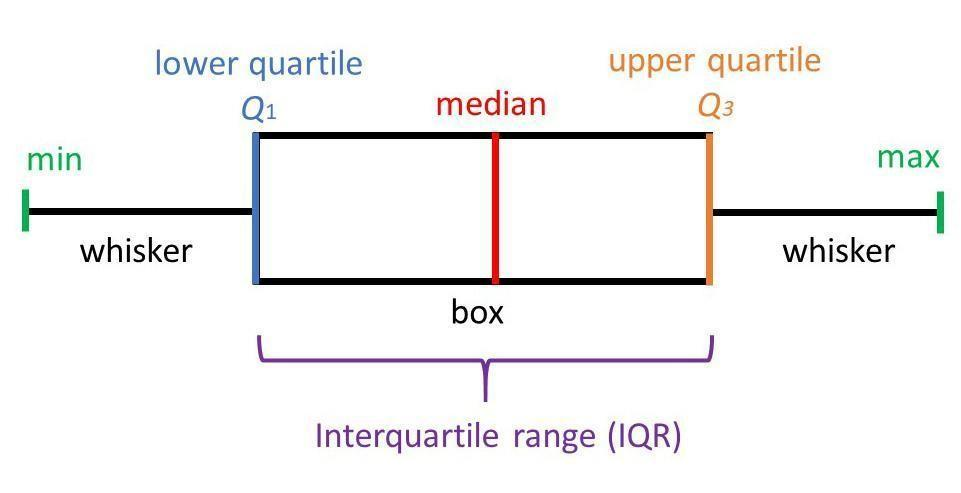 lower quartile
Q1
upper quartile
Q3
median
min
max
whisker
whisker
box
Interquartile range (IQR)